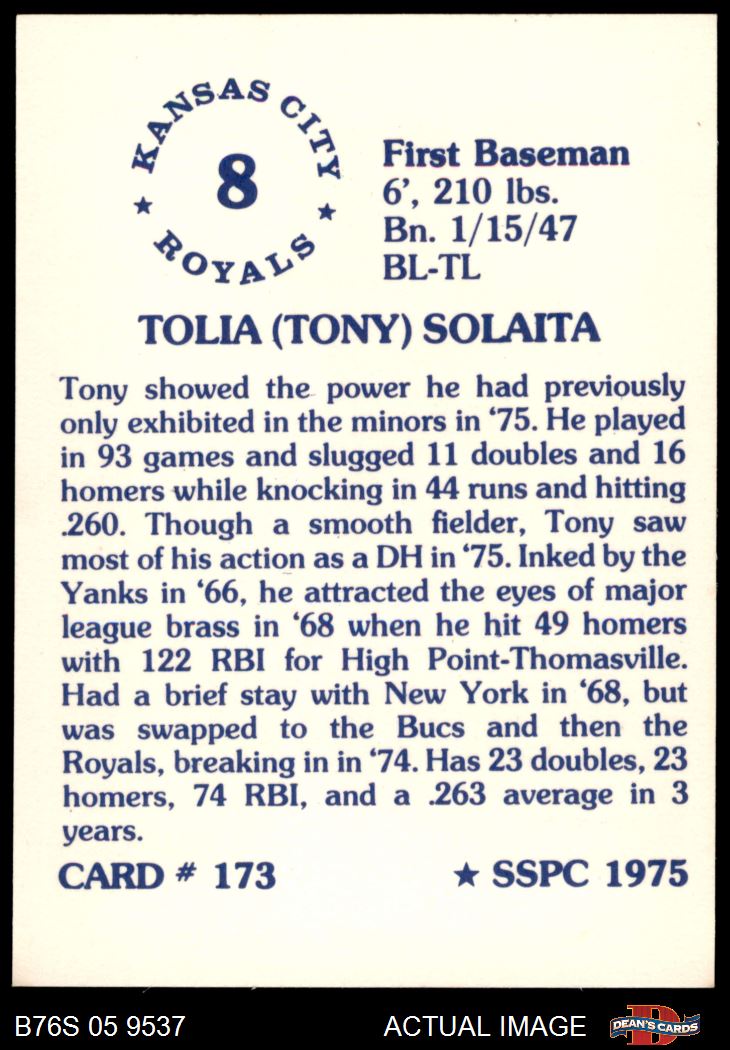 KANSAS CITY
8
ROYALS
First Baseman
6', 210 lbs.
Bn. 1/15/47
BL-TL
TOLIA (TONY) SOLAITA
Tony showed the power he had previously
only exhibited in the minors in ‘75. He played
in 93 games and slugged 11 doubles and 16
homers while knocking in 44 runs and hitting
.260. Though a smooth fielder, Tony saw
most of his action as a DH in ‘75. Inked by the
Yanks in ‘66, he attracted the eyes of major
league brass in ‘68 when he hit 49 homers
with 122 RBI for High Point-Thomasville.
Had a brief stay with New York in ‘68, but
was swapped to the Bucs and then the
Royals, breaking in in ‘74. Has 23 doubles, 23
homers, 74 RBI, and a .263 average in 3
years.
CARD # 173 ★ SSPC 1975
B76S 05 9537 ACTUAL IMAGE DEAN'S CARDS